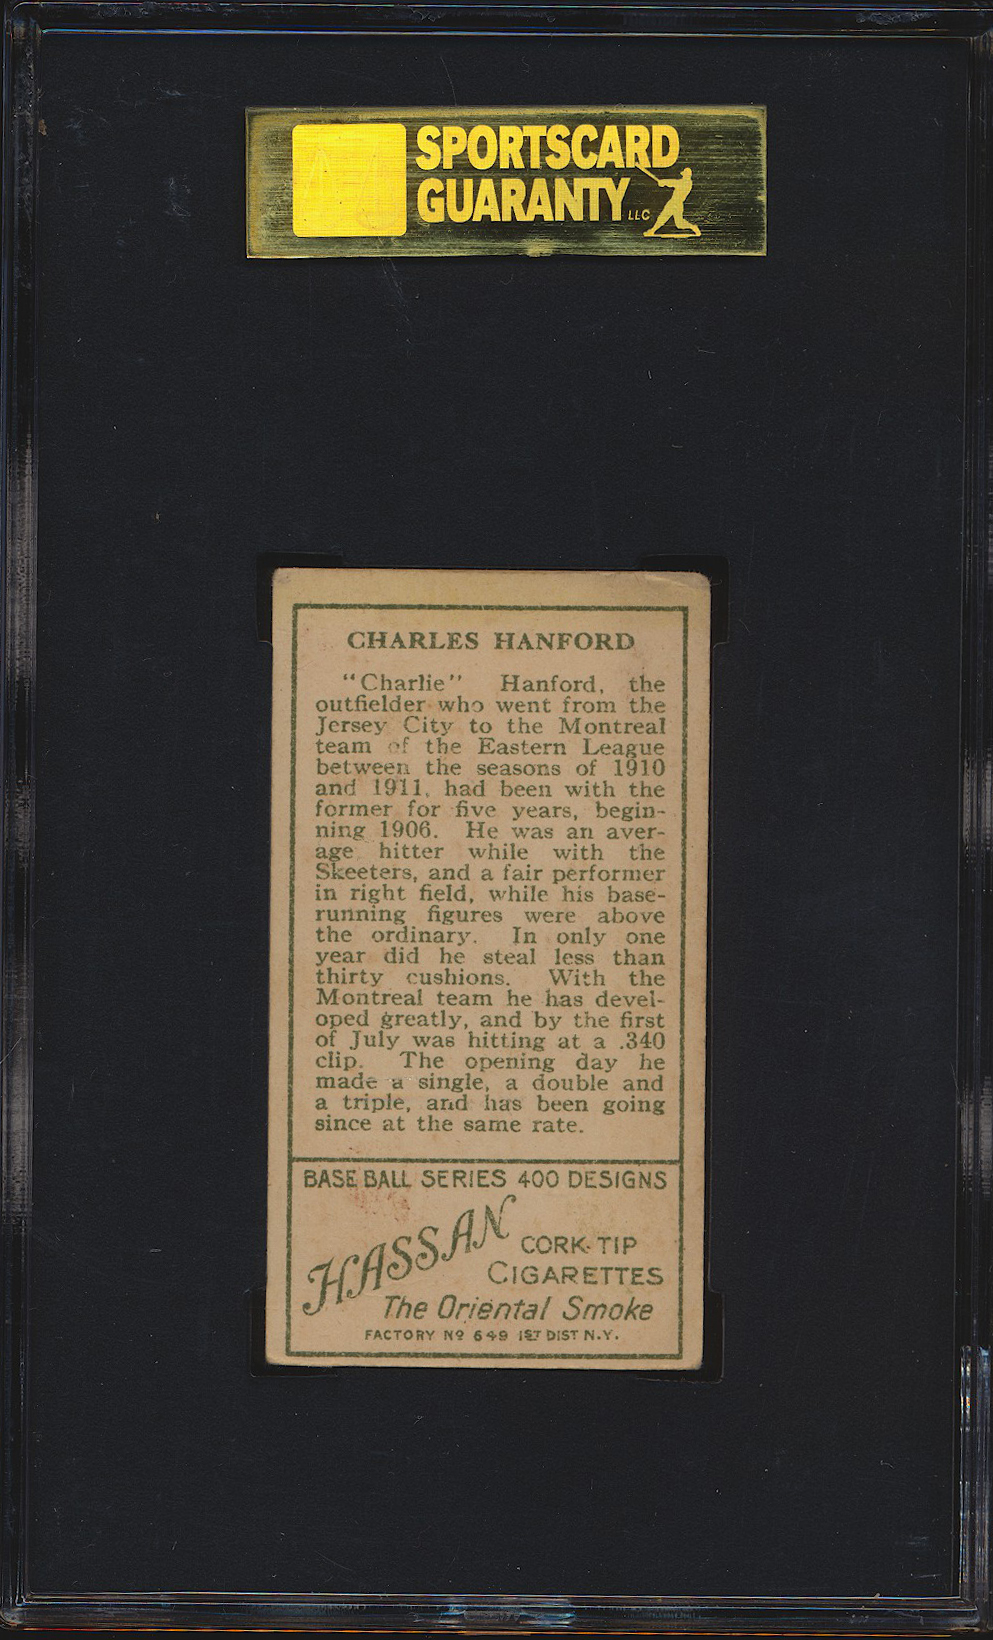 SPORTSCARD
GUARANTY LLC
CHARLES HANFORD
"Charlie" Hanford, the
outfielder who went from the
Jersey City to the Montreal
team of the Eastern League
between the seasons of 1910
and 1911, had been with the
former for five years, begin-
ning 1906. He was an aver-
age hitter while with the
Skeeters, and a fair performer
in right field, while his base-
running figures were above
the ordinary. In only one
year did he steal less than
thirty cushions. With the
Montreal team he has devel-
oped greatly, and by the first
of July was hitting at a .340
clip. The opening day he
made a single, a double and
a triple, and has been going
since at the same rate.
BASE BALL SERIES 400 DESIGNS
HASSAN CORK-TIP
CIGARETTES
The Oriental Smoke
FACTORY Nº 649 1ST DIST N.Y.